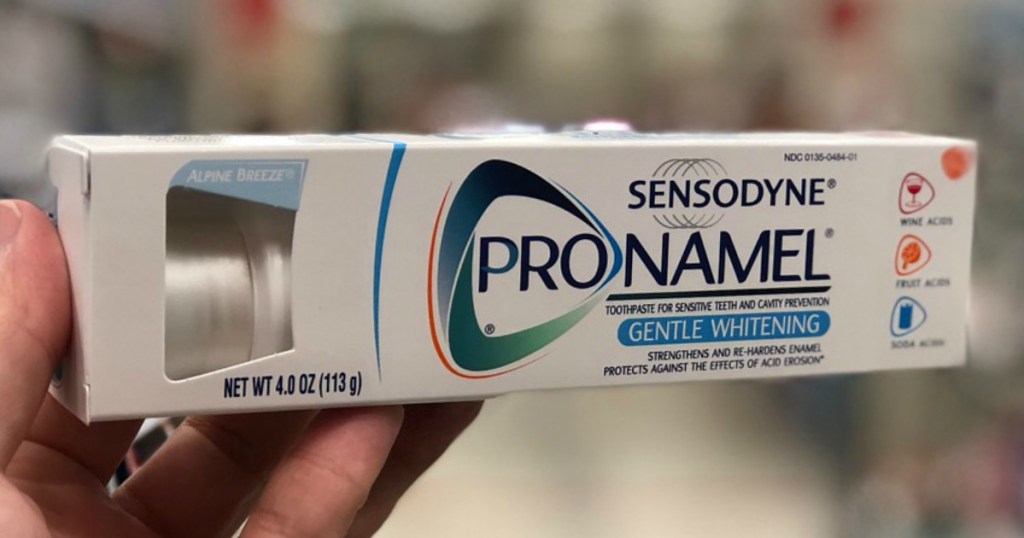 ALPINE BREEZE®
NET WT 4.0 OZ (113 g)
NDC 0135-0484-01
SENSODYNE®
PRONAMEL®
®
TOOTHPASTE FOR SENSITIVE TEETH AND CAVITY PREVENTION
GENTLE WHITENING
STRENGTHENS AND RE-HARDENS ENAMEL
PROTECTS AGAINST THE EFFECTS OF ACID EROSION*
WINE ACIDS
FRUIT ACIDS
SODA ACIDS